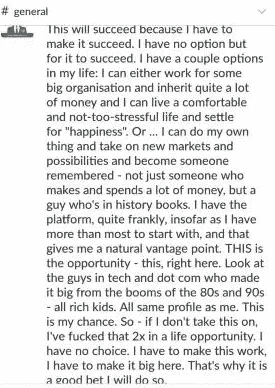 # general
This will succeed because I have to
make it succeed. I have no option but
for it to succeed. I have a couple options
in my life: I can either work for some
big organisation and inherit quite a lot
of money and I can live a comfortable
and not-too-stressful life and settle
for "happiness". Or ... I can do my own
thing and take on new markets and
possibilities and become someone
remembered - not just someone who
makes and spends a lot of money, but a
guy who's in history books. I have the
platform, quite frankly, insofar as I have
more than most to start with, and that
gives me a natural vantage point. THIS is
the opportunity - this, right here. Look at
the guys in tech and dot com who made
it big from the booms of the 80s and 90s
- all rich kids. All same profile as me. This
is my chance. So - if I don't take this on,
I've fucked that 2x in a life opportunity. I
have no choice. I have to make this work,
I have to make it big here. That's why it is
a good bet I will do so.